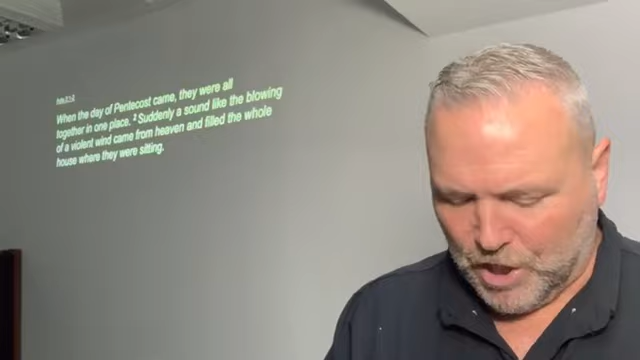 When the day of Pentecost came, they were all
together in one place. ² Suddenly a sound like the blowing
of a violent wind came from heaven and filled the whole
house where they were sitting.